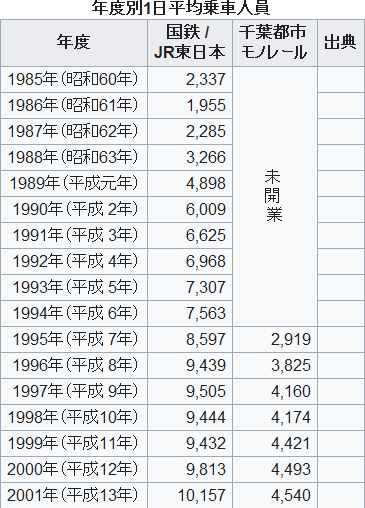 年度別1日平均乗車人員
年度 国鉄 / JR東日本 千葉都市モノレール 出典
1985年(昭和60年) 2,337 未開業
1986年(昭和61年) 1,955
1987年(昭和62年) 2,285
1988年(昭和63年) 3,266
1989年(平成元年) 4,898
1990年(平成 2年) 6,009
1991年(平成 3年) 6,625
1992年(平成 4年) 6,968
1993年(平成 5年) 7,307
1994年(平成 6年) 7,563
1995年(平成 7年) 8,597 2,919
1996年(平成 8年) 9,439 3,825
1997年(平成 9年) 9,505 4,160
1998年(平成10年) 9,444 4,174
1999年(平成11年) 9,432 4,421
2000年(平成12年) 9,813 4,493
2001年(平成13年) 10,157 4,540